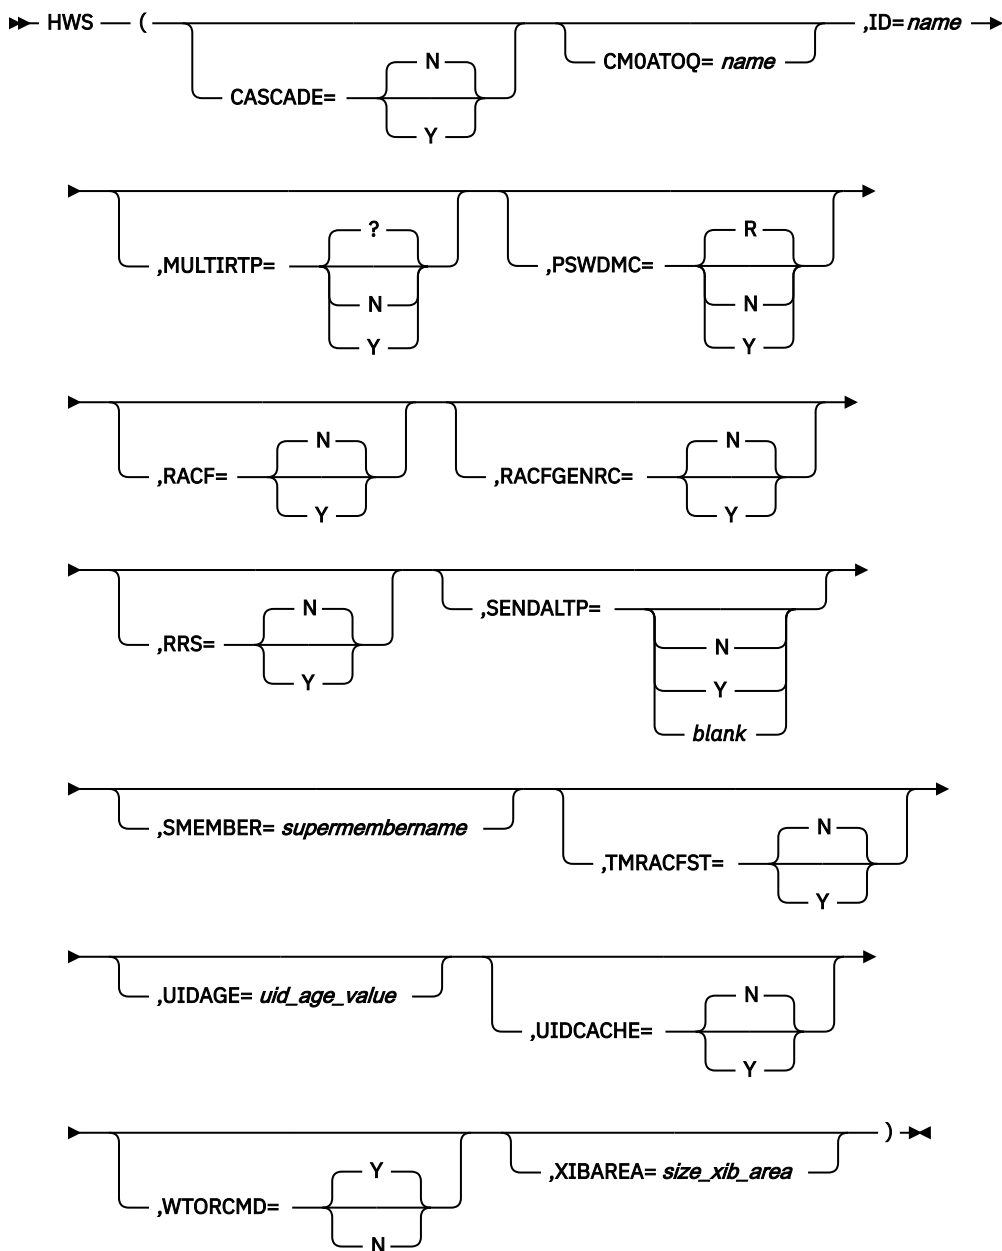 HWS ( ,ID= name
CASCADE= N Y
CM0ATOQ= name
,MULTIRTP= ? N Y
,PSWDMC= R N Y
,RACF= N Y
,RACFGENRC= N Y
,RRS= N Y
,SENDALTP= N Y blank
,SMEMBER= supermembername
,TMRACFST= N Y
,UIDAGE= uid_age_value
,UIDCACHE= N Y
,WTORCMD= Y N
,XIBAREA= size_xib_area )